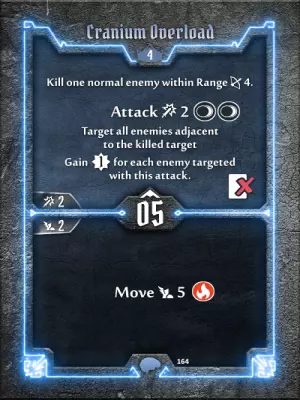 Cranium Overload
4
Kill one normal enemy within Range 4.
Attack 2
Target all enemies adjacent
to the killed target
Gain 1 for each enemy targeted
with this attack.
2
05
2
Move 5
164